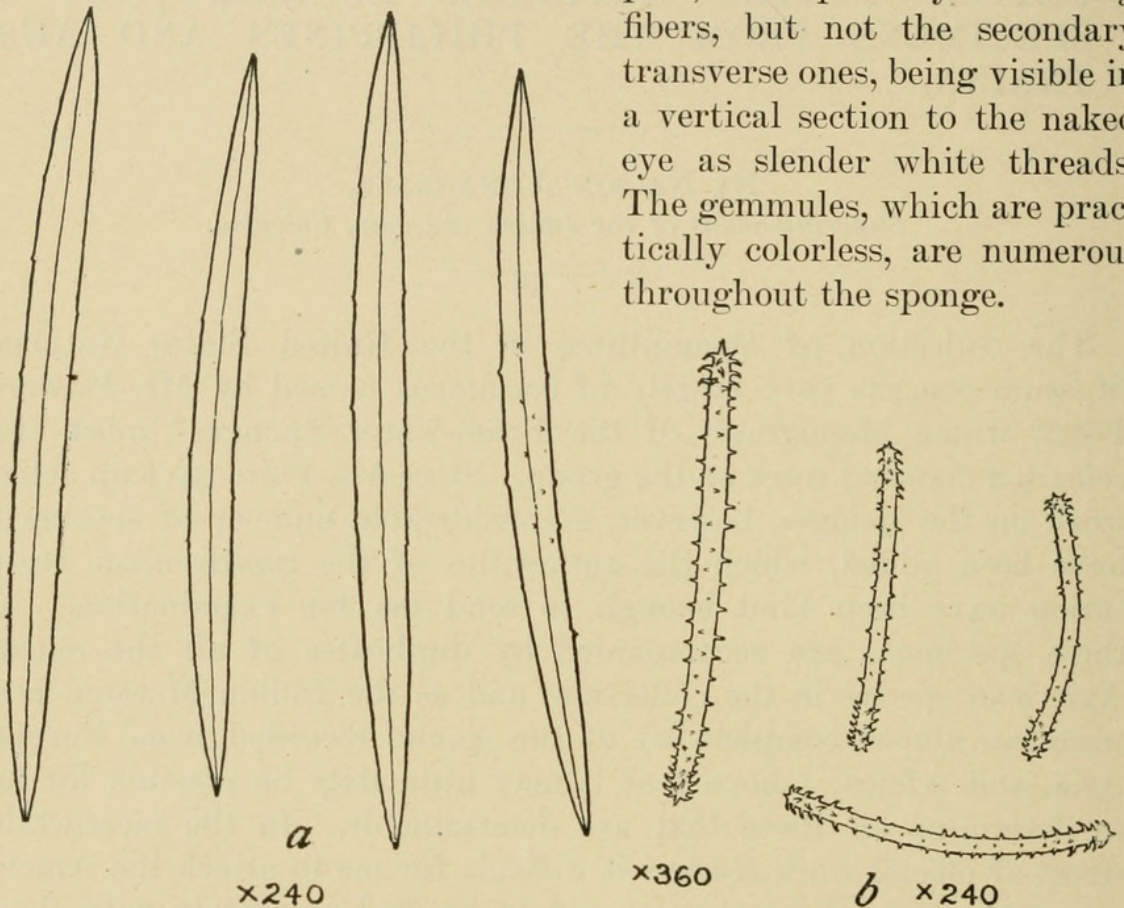 fibers, but not the secondary
transverse ones, being visible in
a vertical section to the naked
eye as slender white threads
The gemmules, which are prac
tically colorless, are numerou
throughout the sponge.
a
×240
×360
b ×240